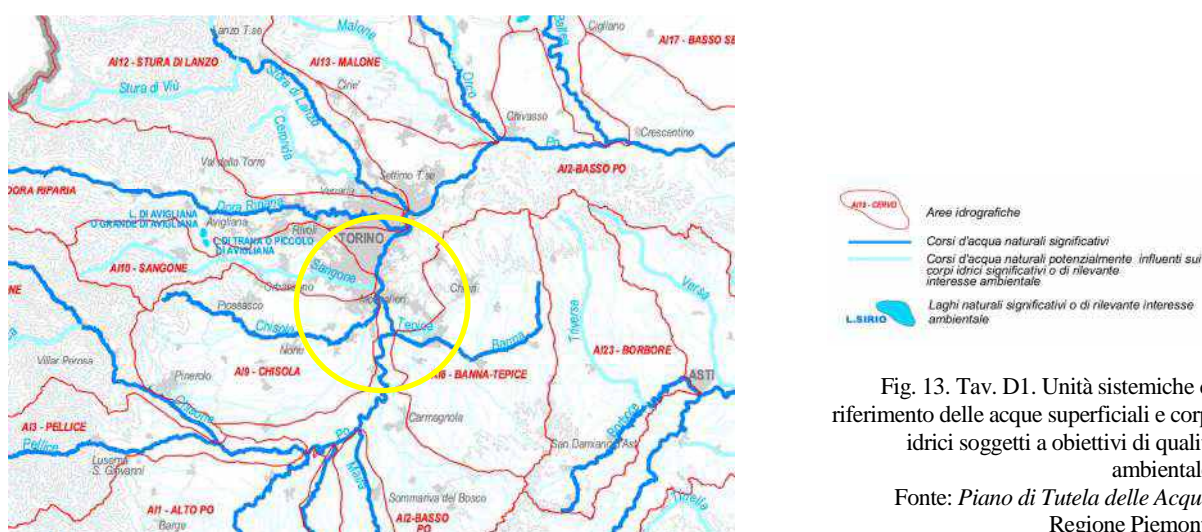 Lanzo T.se
Malone
Cigliano
AI17 - BASSO SE
AI12 - STURA DI LANZO
AI13 - MALONE
Orco
Stura di Viù
Stura di Lanzo
Cirie'
Ceronda
Chivasso
Crescentino
Po
Val della Torre
AI2-BASSO PO
Settimo T.se
Venaria
DORA RIPARIA
Dora Riparia
L. DI AVIGLIANA
O GRANDE DI AVIGLIANA
Avigliana
Rivoli
L. DI TRANA O PICCOLO
DI AVIGLIANA
TORINO
AI10 - SANGONE
Sangone
Orbassano
Moncalieri
Chieri
Versa
Piossasco
Chisola
Tepice
Banna
Triversa
None
AI23 - BORBORE
Villar Perosa
AI9 - CHISOLA
AI6 - BANNA-TEPICE
ASTI
Pinerolo
Chisone
Carmagnola
Borbore
AI3 - PELLICE
Pellice
Po
San Damiano d'Asti
Luserna
S. Giovanni
Maira
Sommariva del Bosco
AI1 - ALTO PO
Barge
AI2-BASSO
PO
AI18 - CERVO
Aree idrografiche
Corsi d'acqua naturali significativi
Corsi d'acqua naturali potenzialmente influenti sui
corpi idrici significativi o di rilevante
interesse ambientale
L.SIRIO
Laghi naturali significativi o di rilevante interesse
ambientale
Fig. 13. Tav. D1. Unità sistemiche
riferimento delle acque superficiali e corp
idrici soggetti a obiettivi di quali
ambientale
Fonte: Piano di Tutela delle Acque
Regione Piemon